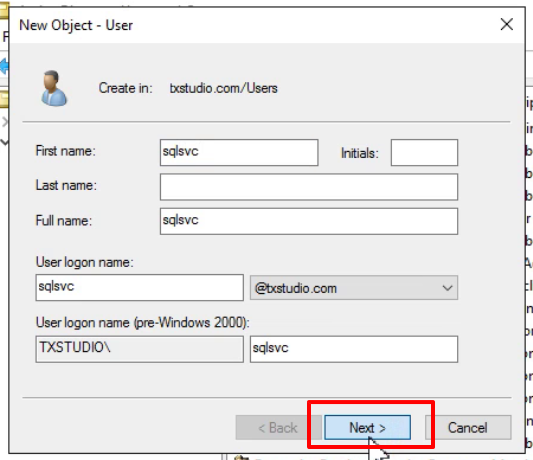 New Object - User
Create in: txstudio.com/Users
First name: sqlsvc Initials:
Last name:
Full name: sqlsvc
User logon name:
sqlsvc @txstudio.com
User logon name (pre-Windows 2000):
TXSTUDIO\ sqlsvc
< Back Next > Cancel